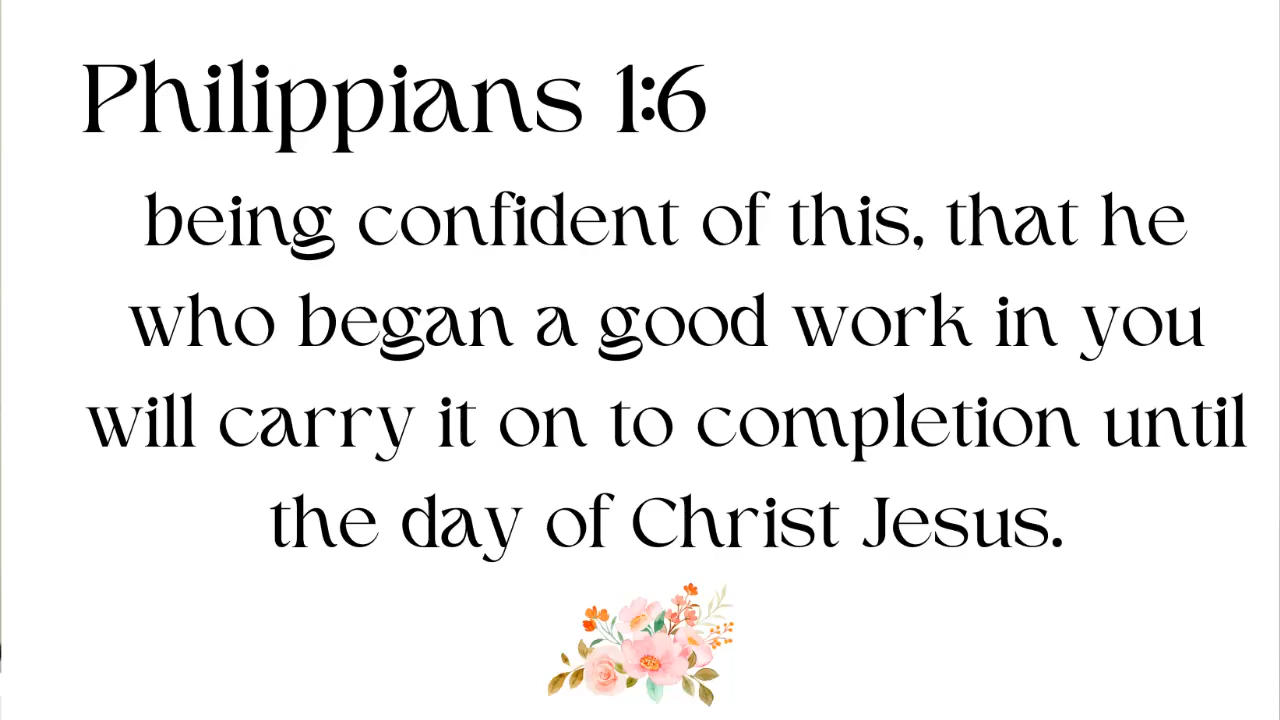 Philippians 1:6
being confident of this, that he
who began a good work in you
will carry it on to completion until
the day of Christ Jesus.